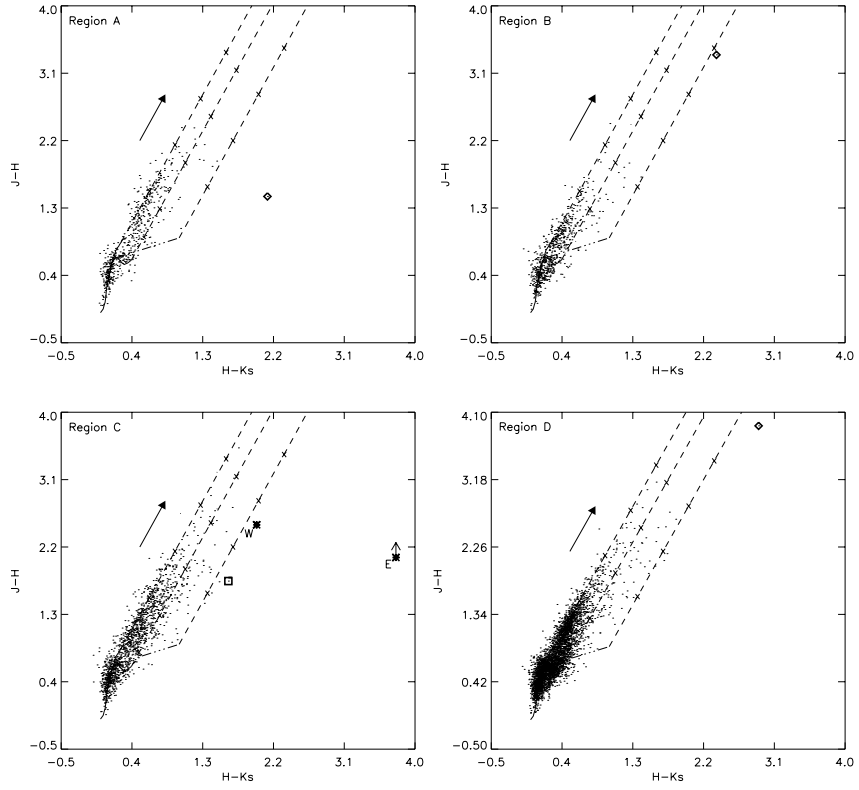 4.0
Region A
3.1
2.2
J-H
1.3
0.4
-0.5
-0.5 0.4 1.3 2.2 3.1 4.0
H-Ks
4.0
Region B
3.1
2.2
J-H
1.3
0.4
-0.5
-0.5 0.4 1.3 2.2 3.1 4.0
H-Ks
4.0
Region C
3.1
W
2.2
E
J-H
1.3
0.4
-0.5
-0.5 0.4 1.3 2.2 3.1 4.0
H-Ks
4.10
Region D
3.18
2.26
J-H
1.34
0.42
-0.50
-0.5 0.4 1.3 2.2 3.1 4.0
H-Ks